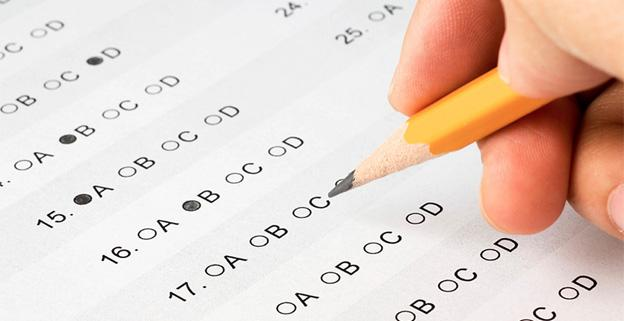 C D
B C D
A B C D
15. A B C D
16. A B C D
17. A B C
A B C D
B C D
C D
24.
25. A